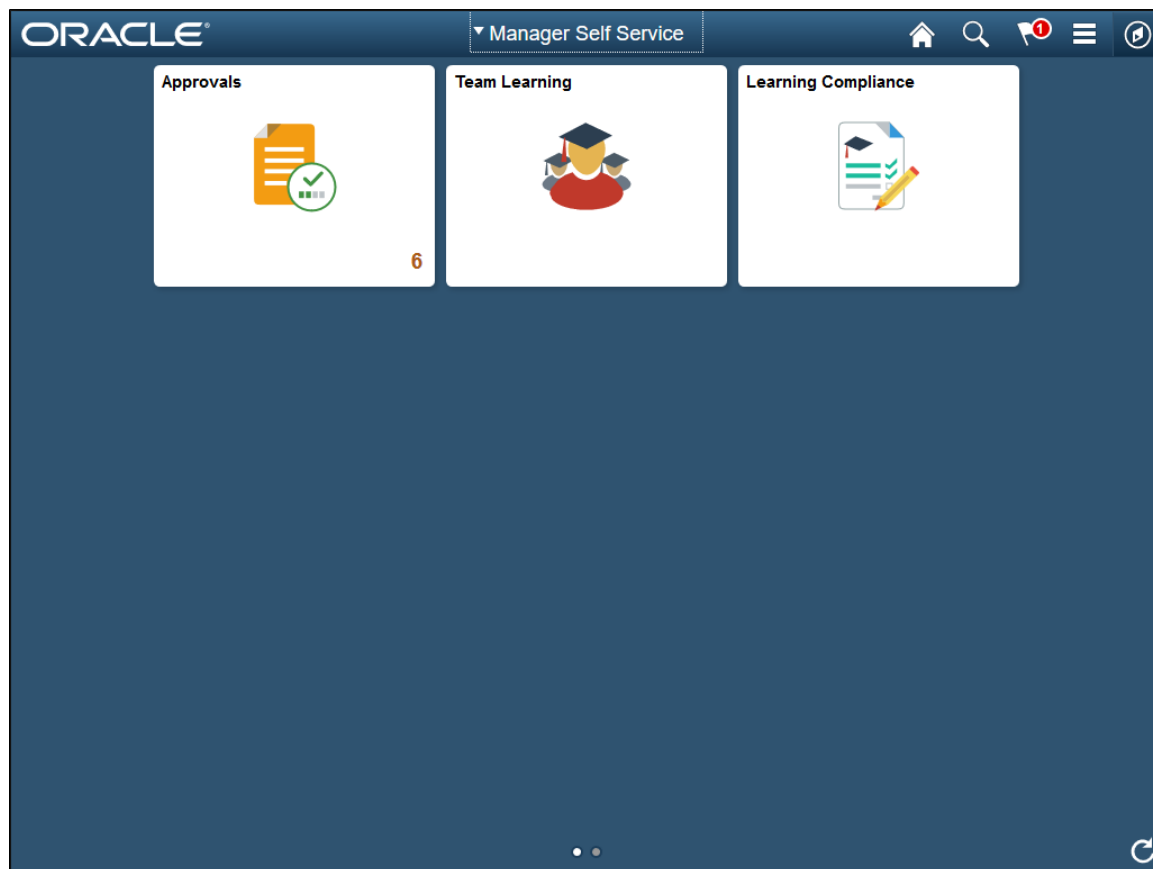 ORACLE®
Manager Self Service
1
Approvals
Team Learning
Learning Compliance
6